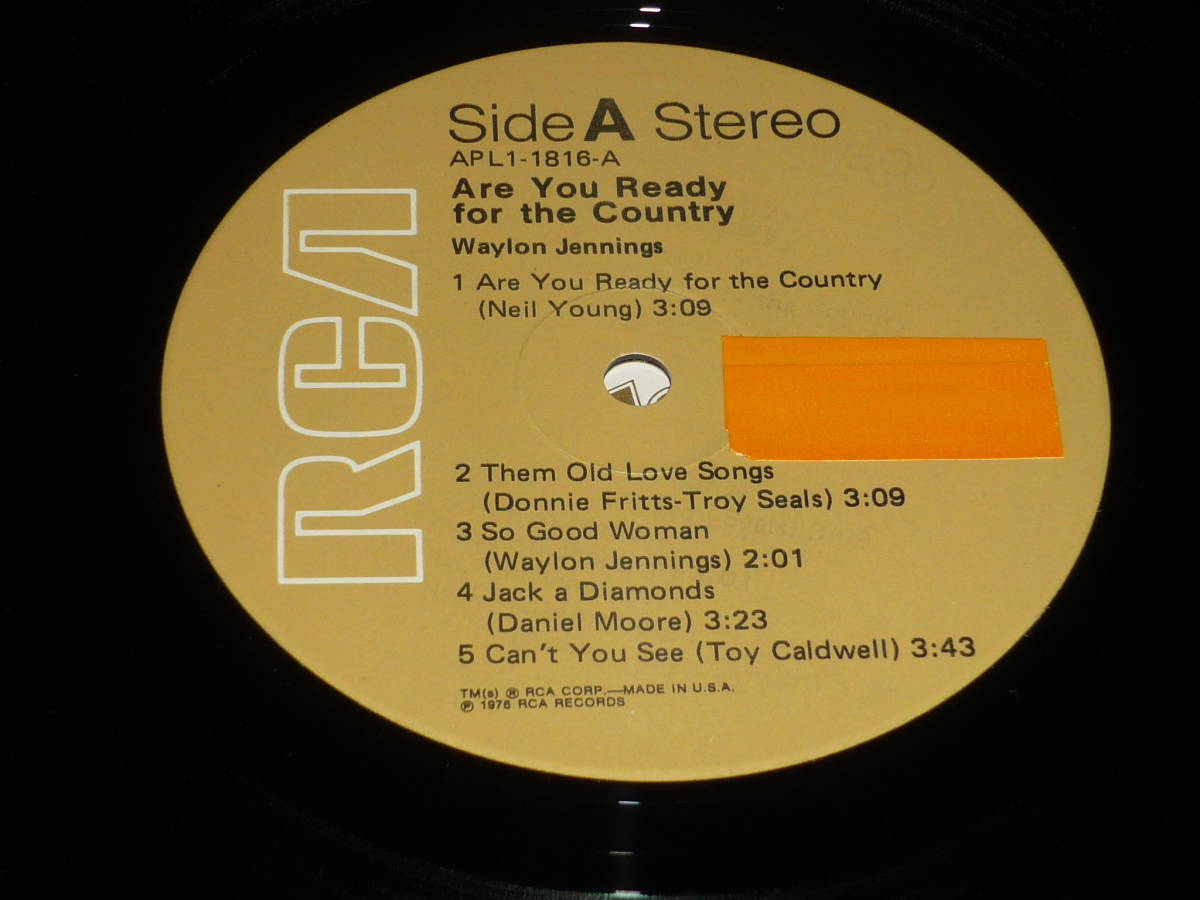 RCA
Side A Stereo
APL1-1816-A
Are You Ready
for the Country
Waylon Jennings
1 Are You Ready for the Country
(Neil Young) 3:09
2 Them Old Love Songs
(Donnie Fritts-Troy Seals) 3:09
3 So Good Woman
(Waylon Jennings) 2:01
4 Jack a Diamonds
(Daniel Moore) 3:23
5 Can't You See (Toy Caldwell) 3:43
TM(s) ® RCA CORP.—MADE IN U.S.A.
℗ 1976 RCA RECORDS